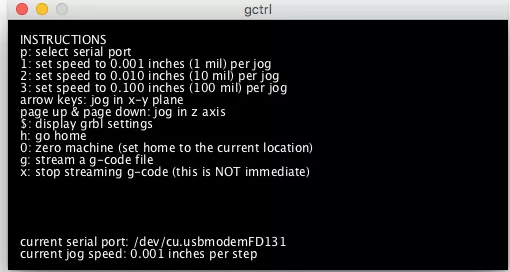 gctrl
INSTRUCTIONS
p: select serial port
1: set speed to 0.001 inches (1 mil) per jog
2: set speed to 0.010 inches (10 mil) per jog
3: set speed to 0.100 inches (100 mil) per jog
arrow keys: jog in x-y plane
page up & page down: jog in z axis
$: display grbl settings
h: go home
0: zero machine (set home to the current location)
g: stream a g-code file
x: stop streaming g-code (this is NOT immediate)
current serial port: /dev/cu.usbmodemFD131
current jog speed: 0.001 inches per step